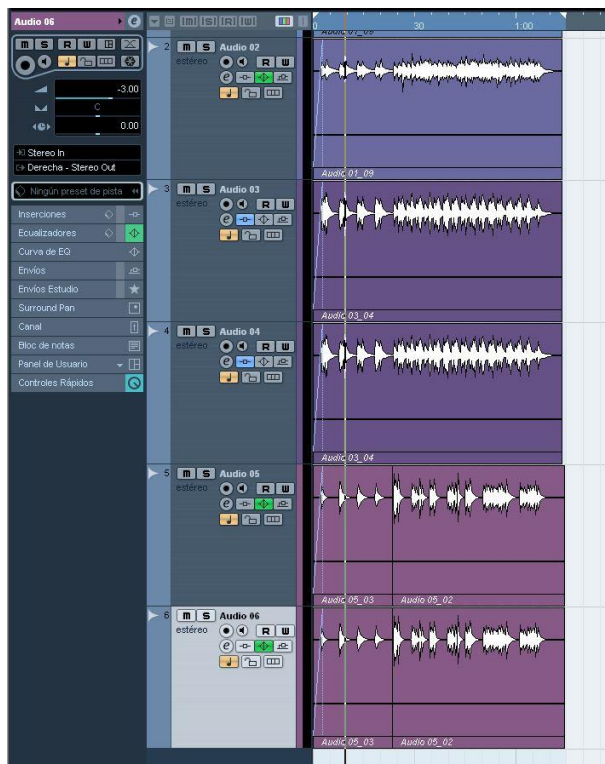 Audio 06
e
m S R W
0 30 1:00
Audio 01_09
m S R W
-3.00
C
0.00
Stereo In
Derecha - Stereo Out
Ningún preset de pista
Inserciones
Ecualizadores
Curva de EQ
Envíos
Envíos Estudio
Surround Pan
Canal
Bloc de notas
Panel de Usuario
Controles Rápidos
2 m S Audio 02
estéreo R W
e
Audio 01_09
3 m S Audio 03
estéreo R W
e
Audio 03_04
4 m S Audio 04
estéreo R W
e
Audio 03_04
5 m S Audio 05
estéreo R W
e
Audio 05_03 Audio 05_02
6 m S Audio 06
estéreo R W
e
Audio 05_03 Audio 05_02